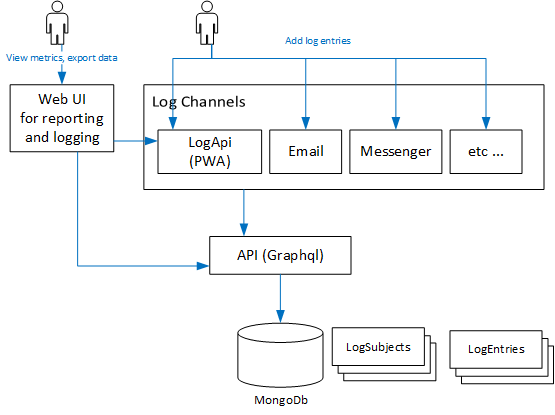 View metrics, export data
Add log entries
Web UI
for reporting
and logging
Log Channels
LogApi
(PWA)
Email
Messenger
etc ...
API (Graphql)
LogSubjects
LogEntries
MongoDb